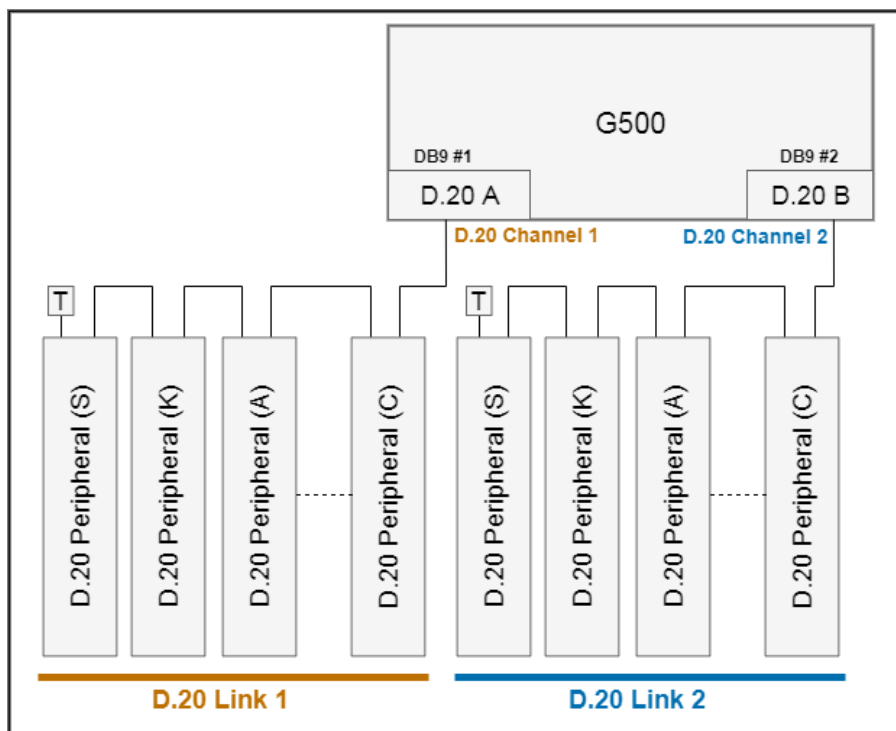 G500
DB9 #1
DB9 #2
D.20 A
D.20 B
D.20 Channel 1
D.20 Channel 2
T
T
D.20 Peripheral (S)
D.20 Peripheral (K)
D.20 Peripheral (A)
D.20 Peripheral (C)
D.20 Peripheral (S)
D.20 Peripheral (K)
D.20 Peripheral (A)
D.20 Peripheral (C)
D.20 Link 1
D.20 Link 2